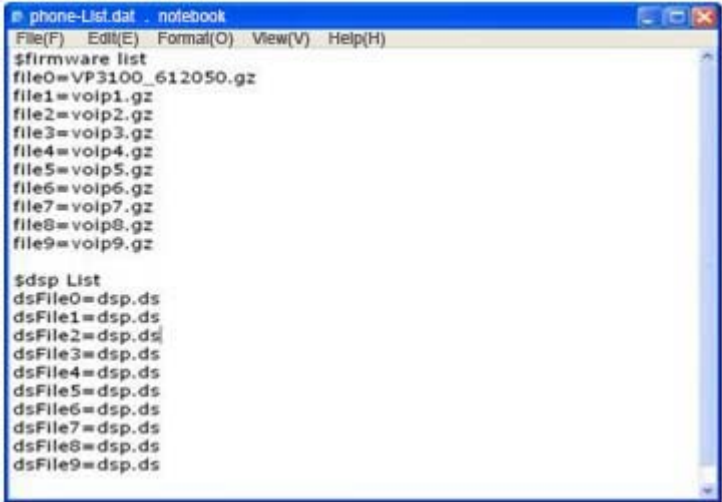 phone-List.dat . notebook
File(F) Edit(E) Format(O) View(V) Help(H)
$firmware list
file0=VP3100_612050.gz
file1=voip1.gz
file2=voip2.gz
file3=voip3.gz
file4=voip4.gz
file5=voip5.gz
file6=voip6.gz
file7=voip7.gz
file8=voip8.gz
file9=voip9.gz

$dsp List
dsFile0=dsp.ds
dsFile1=dsp.ds
dsFile2=dsp.ds
dsFile3=dsp.ds
dsFile4=dsp.ds
dsFile5=dsp.ds
dsFile6=dsp.ds
dsFile7=dsp.ds
dsFile8=dsp.ds
dsFile9=dsp.ds